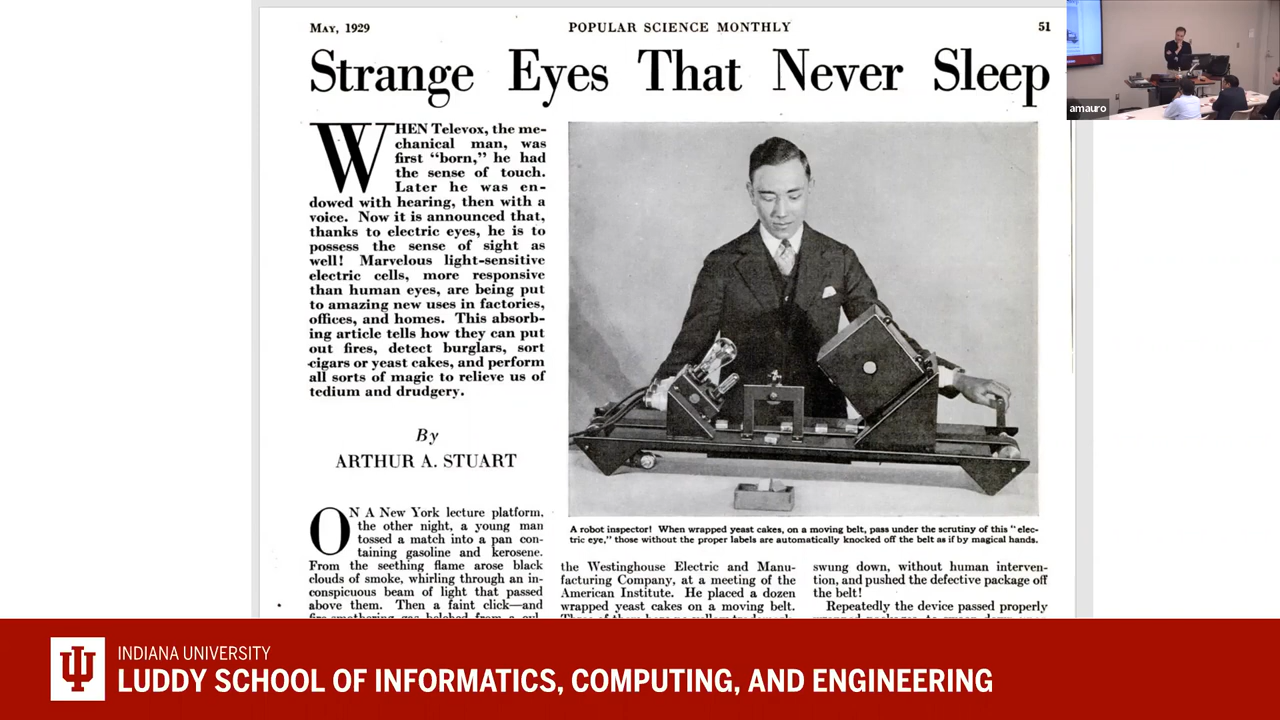 MAY, 1929
POPULAR SCIENCE MONTHLY
51
Strange Eyes That Never Sleep
WHEN Televox, the me-
chanical man, was
first "born," he had
the sense of touch.
Later he was en-
dowed with hearing, then with a
voice. Now it is announced that,
thanks to electric eyes, he is to
possess the sense of sight as
well! Marvelous light-sensitive
electric cells, more responsive
than human eyes, are being put
to amazing new uses in factories,
offices, and homes. This absorb-
ing article tells how they can put
out fires, detect burglars, sort
cigars or yeast cakes, and perform
all sorts of magic to relieve us of
tedium and drudgery.
By
ARTHUR A. STUART
ON A New York lecture platform,
the other night, a young man
tossed a match into a pan con-
taining gasoline and kerosene.
From the seething flame arose black
clouds of smoke, whirling through an in-
conspicuous beam of light that passed
above them. Then a faint click—and
A robot inspector! When wrapped yeast cakes, on a moving belt, pass under the scrutiny of this "elec-
tric eye," those without the proper labels are automatically knocked off the belt as if by magical hands.
the Westinghouse Electric and Manu-
facturing Company, at a meeting of the
American Institute. He placed a dozen
wrapped yeast cakes on a moving belt.
swung down, without human interven-
tion, and pushed the defective package off
the belt!
Repeatedly the device passed properly
amauro
INDIANA UNIVERSITY
LUDDY SCHOOL OF INFORMATICS, COMPUTING, AND ENGINEERING